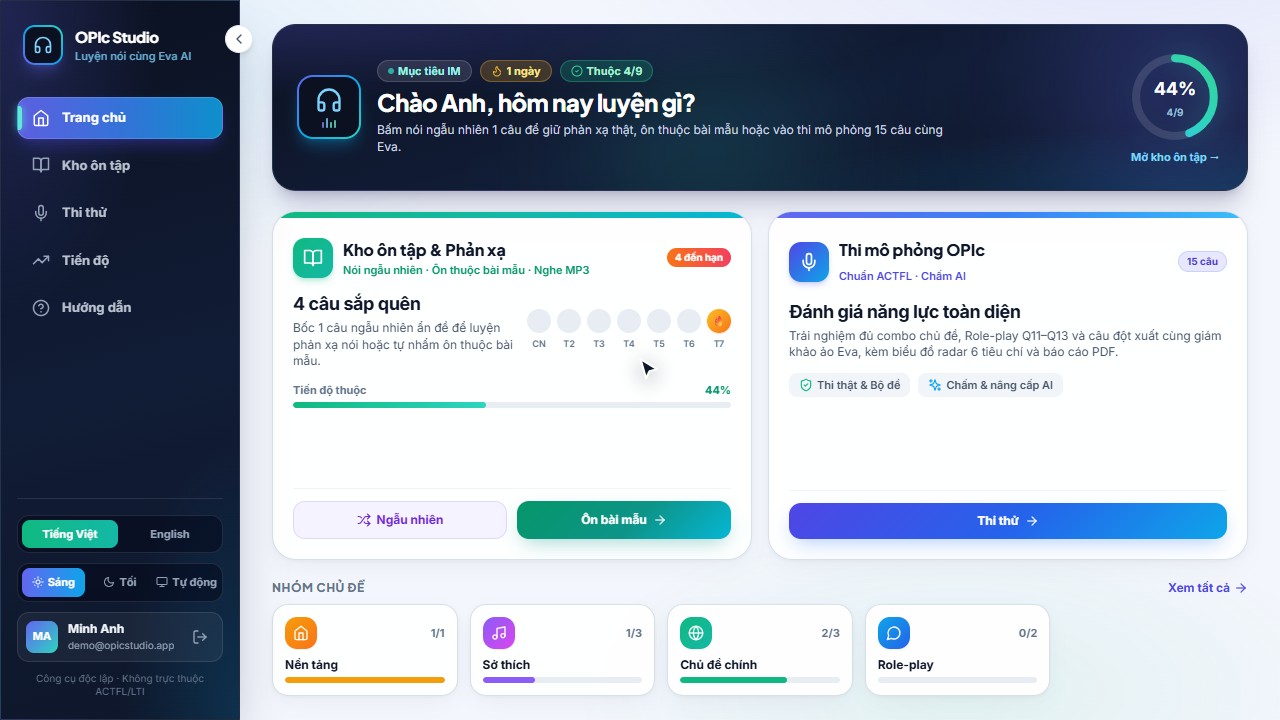 OPIc Studio
Luyện nói cùng Eva AI
Trang chủ
Kho ôn tập
Thi thử
Tiến độ
Hướng dẫn
Tiếng Việt
English
Sáng
Tối
Tự động
MA
Minh Anh
demo@opicstudio.app
Công cụ độc lập · Không trực thuộc
ACTFL/LTI
Mục tiêu IM
1 ngày
Thuộc 4/9
Chào Anh, hôm nay luyện gì?
Bấm nói ngẫu nhiên 1 câu để giữ phản xạ thật, ôn thuộc bài mẫu hoặc vào thi mô phỏng 15 câu cùng
Eva.
44%
4/9
Mở kho ôn tập →
Kho ôn tập & Phản xạ
Nói ngẫu nhiên · Ôn thuộc bài mẫu · Nghe MP3
4 đến hạn
4 câu sắp quên
Bốc 1 câu ngẫu nhiên ẩn đề để luyện
phản xạ nói hoặc tự nhẩm ôn thuộc bài
mẫu.
CN T2 T3 T4 T5 T6 T7
Tiến độ thuộc
44%
Ngẫu nhiên
Ôn bài mẫu →
Thi mô phỏng OPIc
Chuẩn ACTFL · Chấm AI
15 câu
Đánh giá năng lực toàn diện
Trải nghiệm đủ combo chủ đề, Role-play Q11–Q13 và câu đột xuất cùng giám
khảo ảo Eva, kèm biểu đồ radar 6 tiêu chí và báo cáo PDF.
Thi thật & Bộ đề
Chấm & nâng cấp AI
Thi thử →
NHÓM CHỦ ĐỀ
Xem tất cả →
1/1
Nền tảng
1/3
Sở thích
2/3
Chủ đề chính
0/2
Role-play